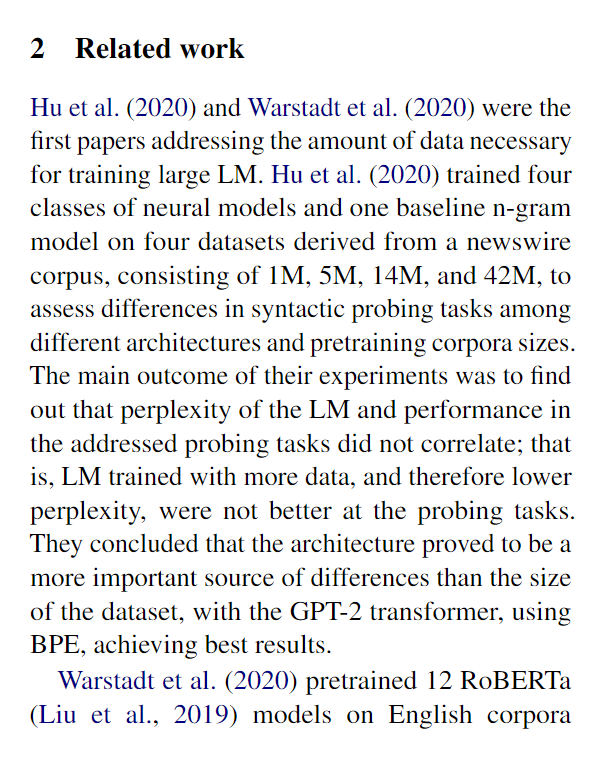 2 Related work
Hu et al. (2020) and Warstadt et al. (2020) were the
first papers addressing the amount of data necessary
for training large LM. Hu et al. (2020) trained four
classes of neural models and one baseline n-gram
model on four datasets derived from a newswire
corpus, consisting of 1M, 5M, 14M, and 42M, to
assess differences in syntactic probing tasks among
different architectures and pretraining corpora sizes.
The main outcome of their experiments was to find
out that perplexity of the LM and performance in
the addressed probing tasks did not correlate; that
is, LM trained with more data, and therefore lower
perplexity, were not better at the probing tasks.
They concluded that the architecture proved to be a
more important source of differences than the size
of the dataset, with the GPT-2 transformer, using
BPE, achieving best results.
Warstadt et al. (2020) pretrained 12 RoBERTa
(Liu et al., 2019) models on English corpora